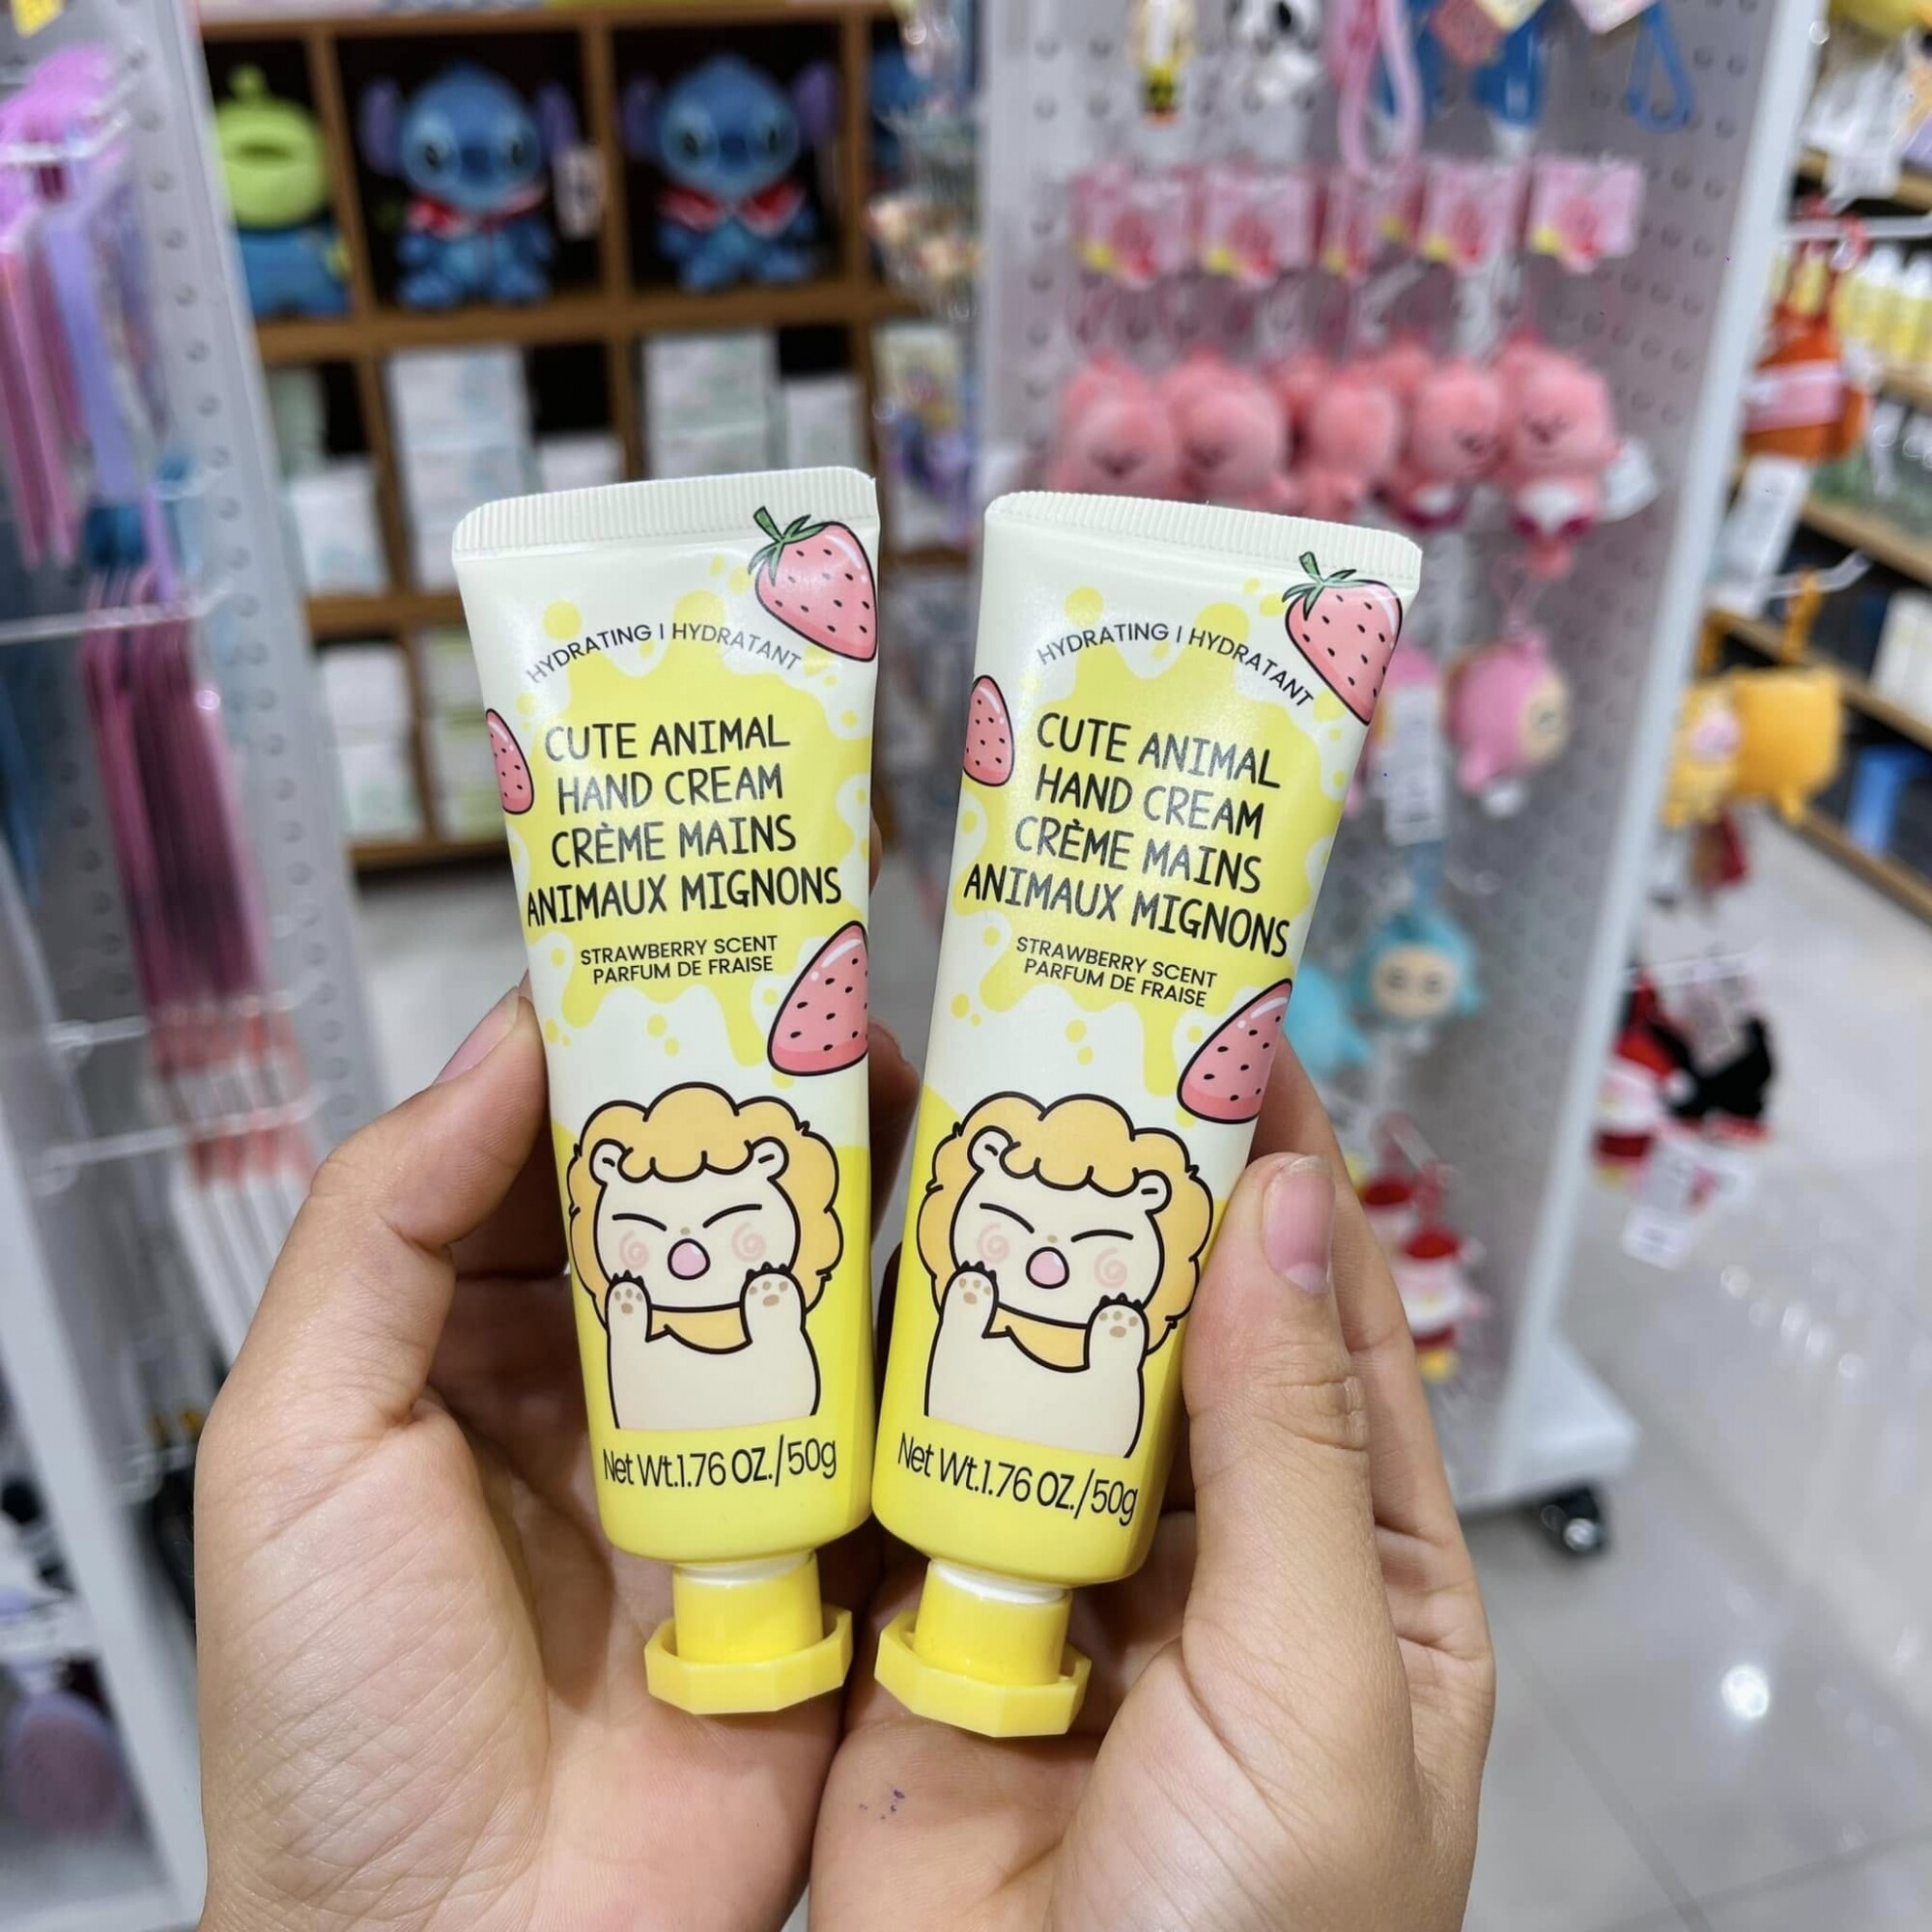 HYDRATING | HYDRATANT
CUTE ANIMAL
HAND CREAM
CRÈME MAINS
ANIMAUX MIGNONS
STRAWBERRY SCENT
PARFUM DE FRAISE
Net Wt.1.76 OZ./50g
HYDRATING | HYDRATANT
CUTE ANIMAL
HAND CREAM
CRÈME MAINS
ANIMAUX MIGNONS
STRAWBERRY SCENT
PARFUM DE FRAISE
Net Wt.1.76 OZ./50g